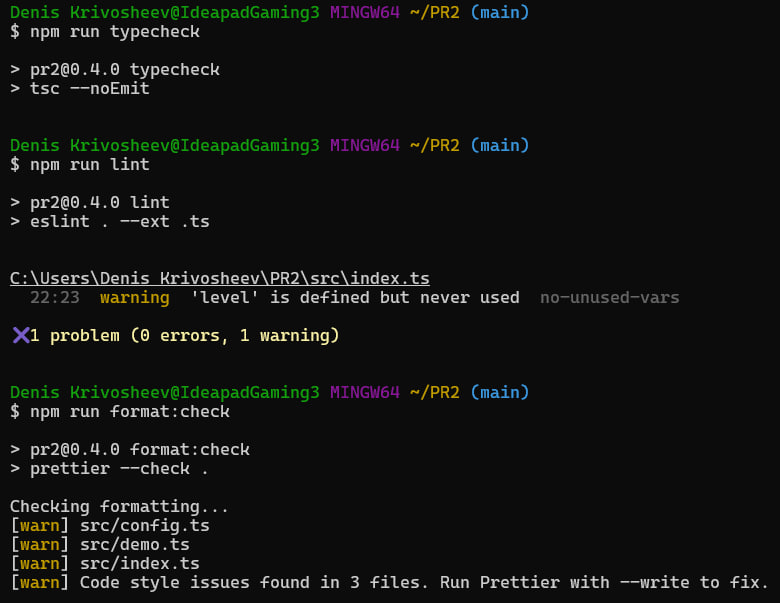 Denis Krivosheev@IdeapadGaming3 MINGW64 ~/PR2 (main)
$ npm run typecheck
> pr2@0.4.0 typecheck
> tsc --noEmit
Denis Krivosheev@IdeapadGaming3 MINGW64 ~/PR2 (main)
$ npm run lint
> pr2@0.4.0 lint
> eslint . --ext .ts
C:\Users\Denis Krivosheev\PR2\src\index.ts
22:23 warning 'level' is defined but never used no-unused-vars
❌1 problem (0 errors, 1 warning)
Denis Krivosheev@IdeapadGaming3 MINGW64 ~/PR2 (main)
$ npm run format:check
> pr2@0.4.0 format:check
> prettier --check .
Checking formatting...
[warn] src/config.ts
[warn] src/demo.ts
[warn] src/index.ts
[warn] Code style issues found in 3 files. Run Prettier with --write to fix.